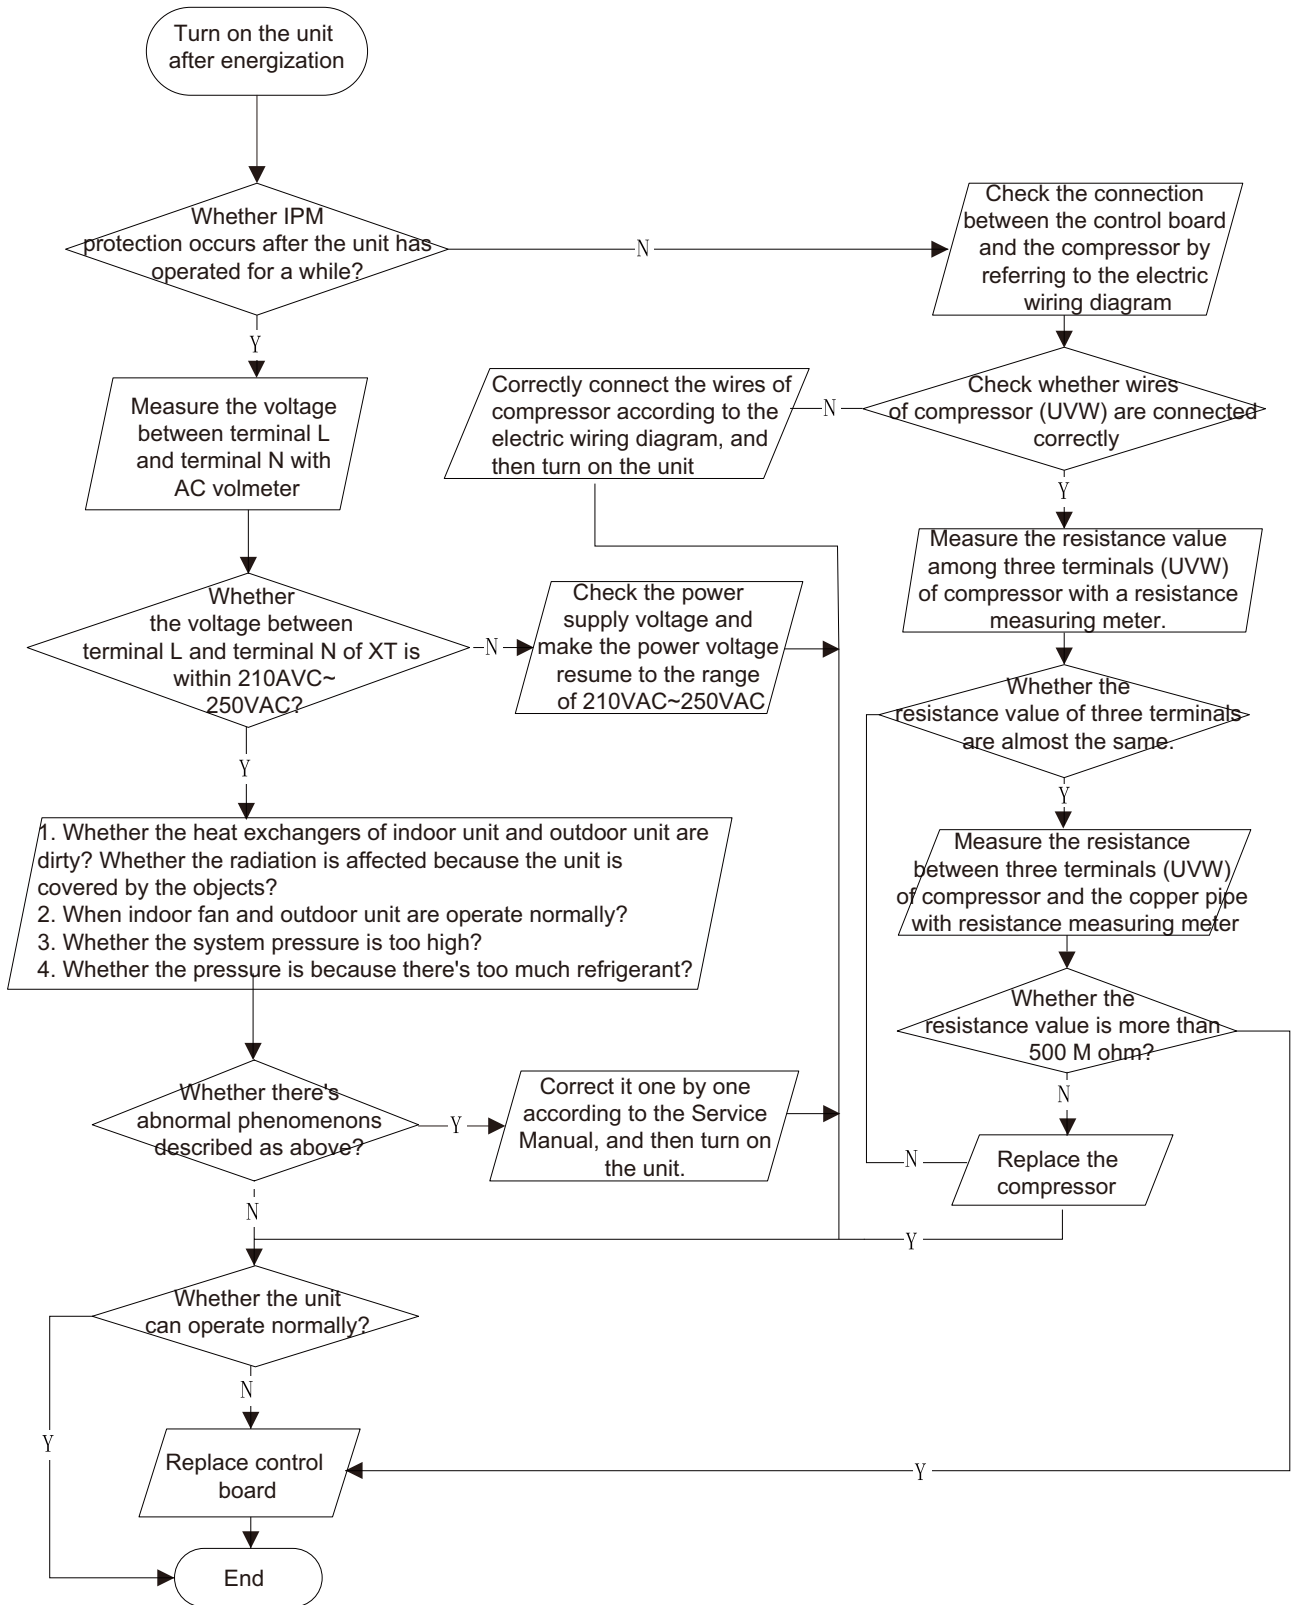 Turn on the unit
after energization
Whether IPM
protection occurs after the unit has
operated for a while?
N
Check the connection
between the control board
and the compressor by
referring to the electric
wiring diagram
Y
Measure the voltage
between terminal L
and terminal N with
AC volmeter
Correctly connect the wires of
compressor according to the
electric wiring diagram, and
then turn on the unit
N
Check whether wires
of compressor (UVW) are connected
correctly
Y
Measure the resistance value
among three terminals (UVW)
of compressor with a resistance
measuring meter.
Whether
the voltage between
terminal L and terminal N of XT is
within 210AVC~
250VAC?
N
Check the power
supply voltage and
make the power voltage
resume to the range
of 210VAC~250VAC
Whether the
resistance value of three terminals
are almost the same.
Y
Y
1. Whether the heat exchangers of indoor unit and outdoor unit are
dirty? Whether the radiation is affected because the unit is
covered by the objects?
2. When indoor fan and outdoor unit are operate normally?
3. Whether the system pressure is too high?
4. Whether the pressure is because there's too much refrigerant?
Measure the resistance
between three terminals (UVW)
of compressor and the copper pipe
with resistance measuring meter
Whether the
resistance value is more than
500 M ohm?
N
Whether there's
abnormal phenomenons
described as above?
Y
Correct it one by one
according to the Service
Manual, and then turn on
the unit.
N
Replace the
compressor
N
Y
Whether the unit
can operate normally?
N
Y
Replace control
board
Y
End